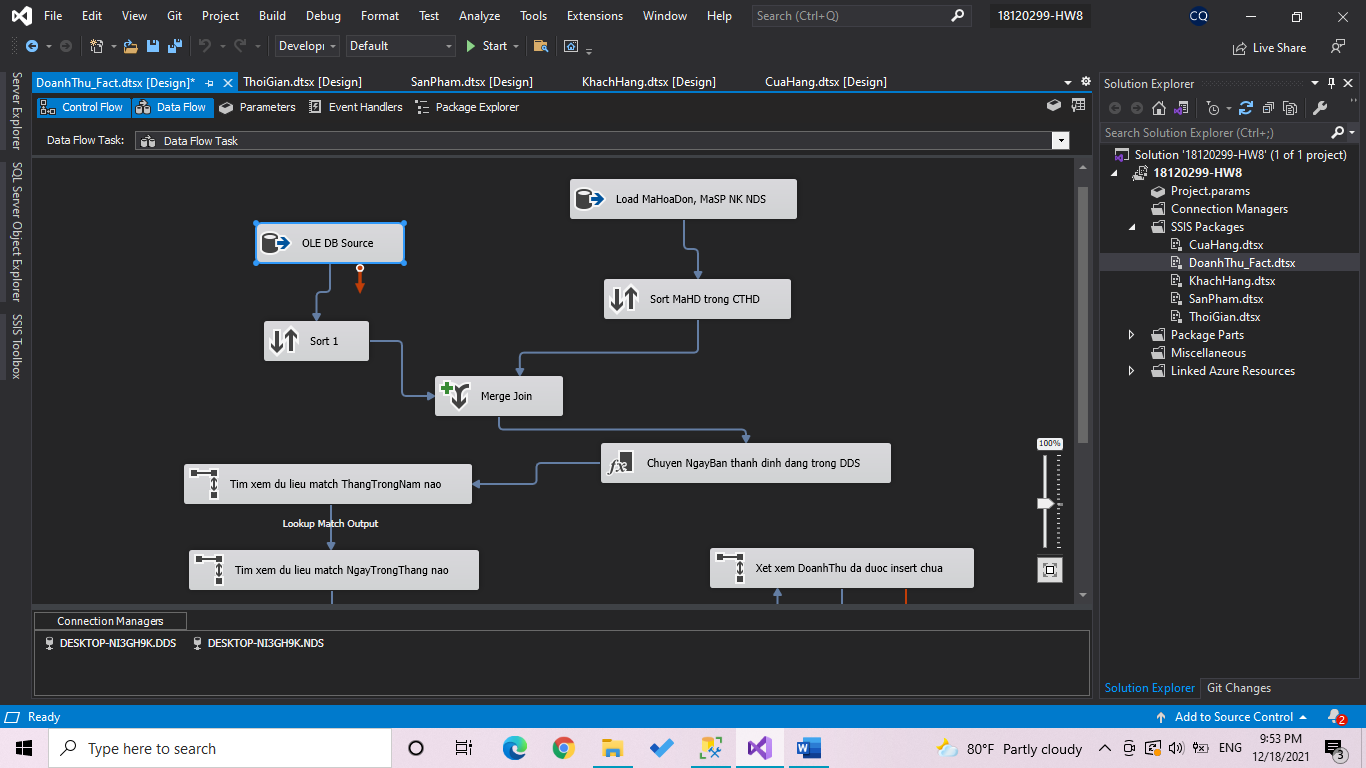 File Edit View Git Project Build Debug Format Test Analyze Tools Extensions Window Help Search (Ctrl+Q) 18120299-HW8 CQ
Developr Default Start Live Share
Server Explorer
SQL Server Object Explorer
SSIS Toolbox
DoanhThu_Fact.dtsx [Design]* ThoiGian.dtsx [Design] SanPham.dtsx [Design] KhachHang.dtsx [Design] CuaHang.dtsx [Design]
Control Flow Data Flow Parameters Event Handlers Package Explorer
Data Flow Task: Data Flow Task
Load MaHoaDon, MaSP NK NDS
OLE DB Source
Sort MaHD trong CTHD
Sort 1
Merge Join
Chuyen NgayBan thanh dinh dang trong DDS
Tim xem du lieu match ThangTrongNam nao
Lookup Match Output
Tim xem du lieu match NgayTrongThang nao
Xet xem DoanhThu da duoc insert chua
100%
Connection Managers
DESKTOP-NI3GH9K.DDS DESKTOP-NI3GH9K.NDS
Solution Explorer
Search Solution Explorer (Ctrl+;)
Solution '18120299-HW8' (1 of 1 project)
18120299-HW8
Project.params
Connection Managers
SSIS Packages
CuaHang.dtsx
DoanhThu_Fact.dtsx
KhachHang.dtsx
SanPham.dtsx
ThoiGian.dtsx
Package Parts
Miscellaneous
Linked Azure Resources
Solution Explorer Git Changes
Ready Add to Source Control 2
Type here to search 80°F Partly cloudy ENG 9:53 PM
12/18/2021 3